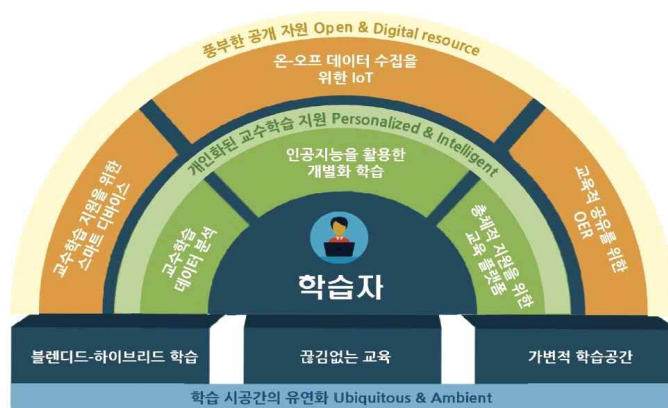 풍부한 공개 자원 Open & Digital resource
온-오프 데이터 수집을
위한 IoT
교수학습 지원을 위한
스마트 디바이스
교육적 공유를 위한
OER
개인화된 교수학습 지원 Personalized & Intelligent
인공지능을 활용한
개별화 학습
교수학습
데이터 분석
총체적 지원을 위한
교육 플랫폼
학습자
블렌디드-하이브리드 학습
끊김없는 교육
가변적 학습공간
학습 시공간의 유연화 Ubiquitous & Ambient